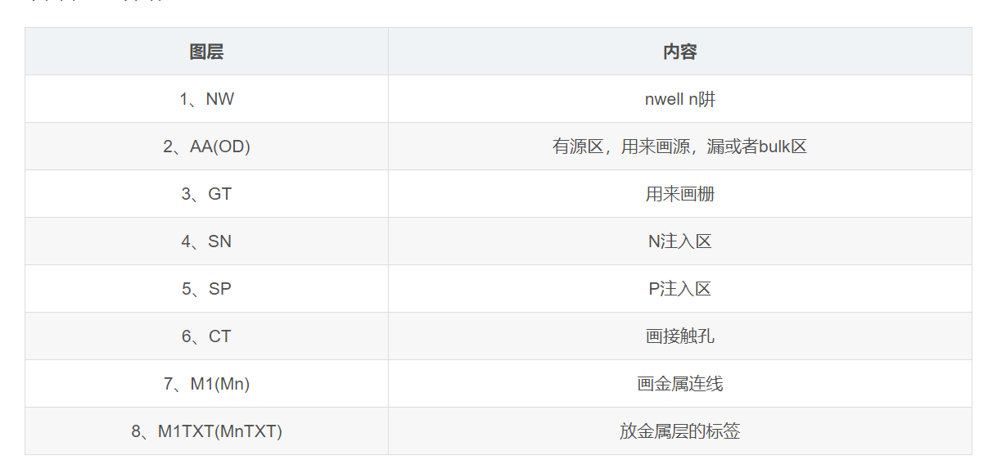 图层 内容
1、NW nwell n阱
2、AA(OD) 有源区，用来画源，漏或者bulk区
3、GT 用来画栅
4、SN N注入区
5、SP P注入区
6、CT 画接触孔
7、M1(Mn) 画金属连线
8、M1TXT(MnTXT) 放金属层的标签